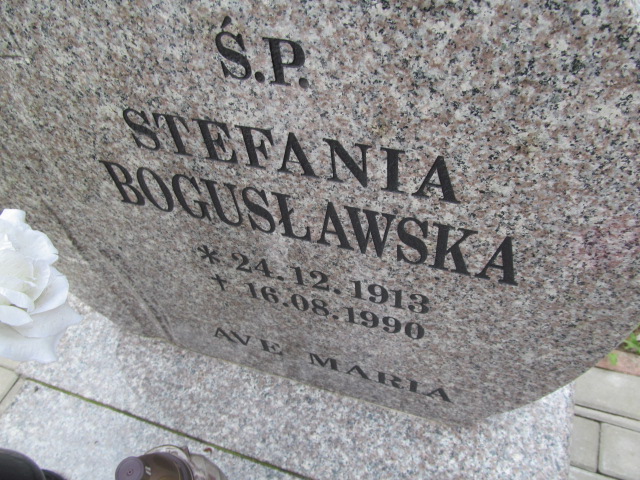 Ś.P.
STEFANIA
BOGUSŁAWSKA
* 24.12.1913
† 16.08.1990
AVE MARIA